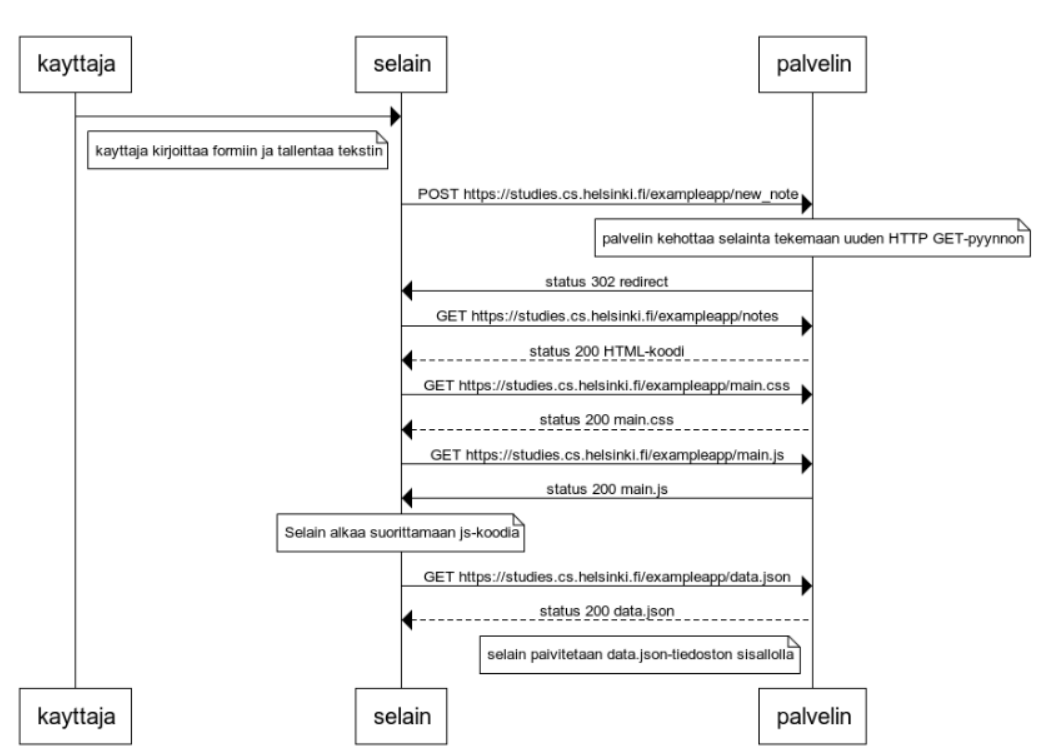 kayttaja
selain
palvelin
kayttaja kirjoittaa formiin ja tallentaa tekstin
POST https://studies.cs.helsinki.fi/exampleapp/new_note
palvelin kehottaa selainta tekemaan uuden HTTP GET-pyynnon
status 302 redirect
GET https://studies.cs.helsinki.fi/exampleapp/notes
status 200 HTML-koodi
GET https://studies.cs.helsinki.fi/exampleapp/main.css
status 200 main.css
GET https://studies.cs.helsinki.fi/exampleapp/main.js
status 200 main.js
Selain alkaa suorittamaan js-koodia
GET https://studies.cs.helsinki.fi/exampleapp/data.json
status 200 data.json
selain paivitetaan data.json-tiedoston sisallolla
kayttaja
selain
palvelin